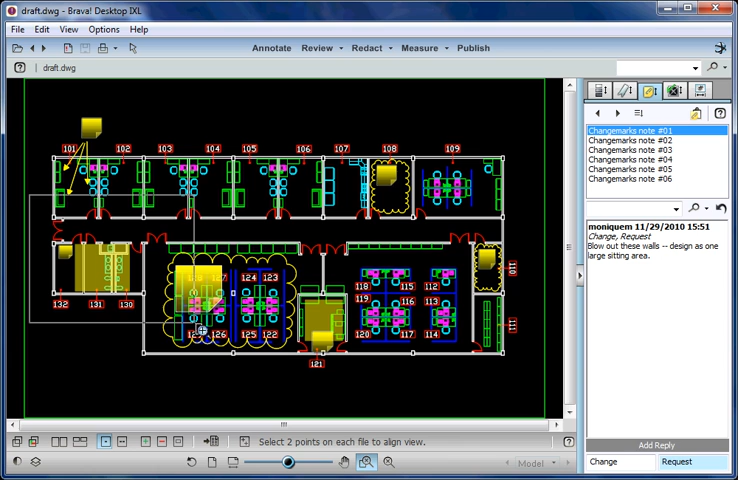 draft.dwg - Brava! Desktop IXL
File Edit View Options Help
Annotate Review Redact Measure Publish
draft.dwg
101 102 103 104 105 106 107 108 109
110
111
124 123
118 115 112
119 116 113
126 125 122 120 117 114
132 131 130
121
Changemarks note #01
Changemarks note #02
Changemarks note #03
Changemarks note #04
Changemarks note #05
Changemarks note #06
moniquem 11/29/2010 15:51
Change, Request
Blow out these walls -- design as one
large sitting area.
Add Reply
Change Request
Select 2 points on each file to align view.
Model